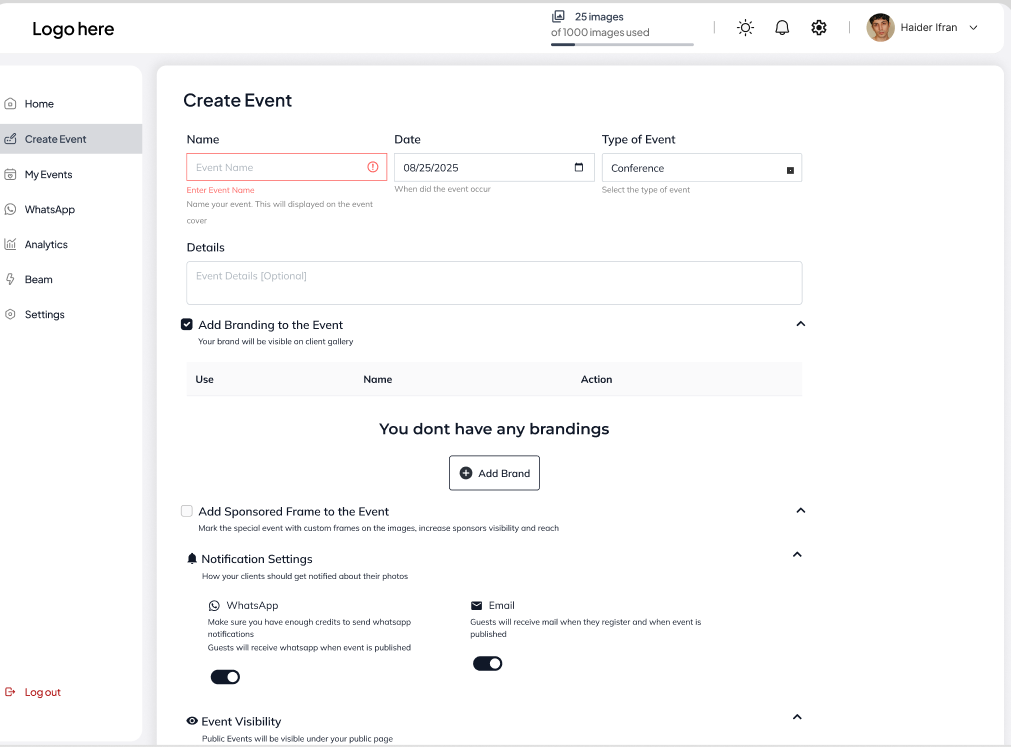 Logo here
25 images
of 1000 images used
Haider Ifran
Home
Create Event
My Events
WhatsApp
Analytics
Beam
Settings
Log out
Create Event
Name
Date
Type of Event
Event Name
08/25/2025
Conference
Enter Event Name
When did the event occur
Select the type of event
Name your event. This will displayed on the event
cover
Details
Event Details [Optional]
Add Branding to the Event
Your brand will be visible on client gallery
Use
Name
Action
You dont have any brandings
Add Brand
Add Sponsored Frame to the Event
Mark the special event with custom frames on the images, increase sponsors visibility and reach
Notification Settings
How your clients should get notified about their photos
WhatsApp
Make sure you have enough credits to send whatsapp
notifications
Guests will receive whatsapp when event is published
Email
Guests will receive mail when they register and when event is
published
Event Visibility
Public Events will be visible under your public page